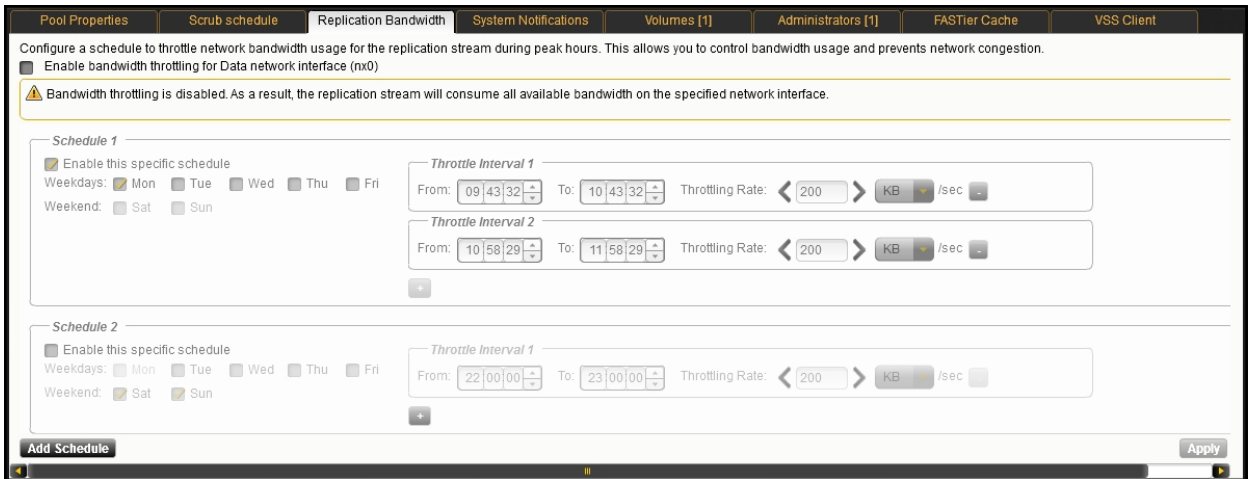 Pool Properties Scrub schedule Replication Bandwidth System Notifications Volumes [1] Administrators [1] FASTier Cache VSS Client
Configure a schedule to throttle network bandwidth usage for the replication stream during peak hours. This allows you to control bandwidth usage and prevents network congestion.
Enable bandwidth throttling for Data network interface (nx0)
Bandwidth throttling is disabled. As a result, the replication stream will consume all available bandwidth on the specified network interface.
Schedule 1
Enable this specific schedule
Weekdays: Mon Tue Wed Thu Fri
Weekend: Sat Sun
Throttle Interval 1
From: 09 43 32 To: 10 43 32 Throttling Rate: 200 KB /sec -
Throttle Interval 2
From: 10 58 29 To: 11 58 29 Throttling Rate: 200 KB /sec -
+
Schedule 2
Enable this specific schedule
Weekdays: Mon Tue Wed Thu Fri
Weekend: Sat Sun
Throttle Interval 1
From: 22 00 00 To: 23 00 00 Throttling Rate: 200 KB /sec -
+
Add Schedule Apply